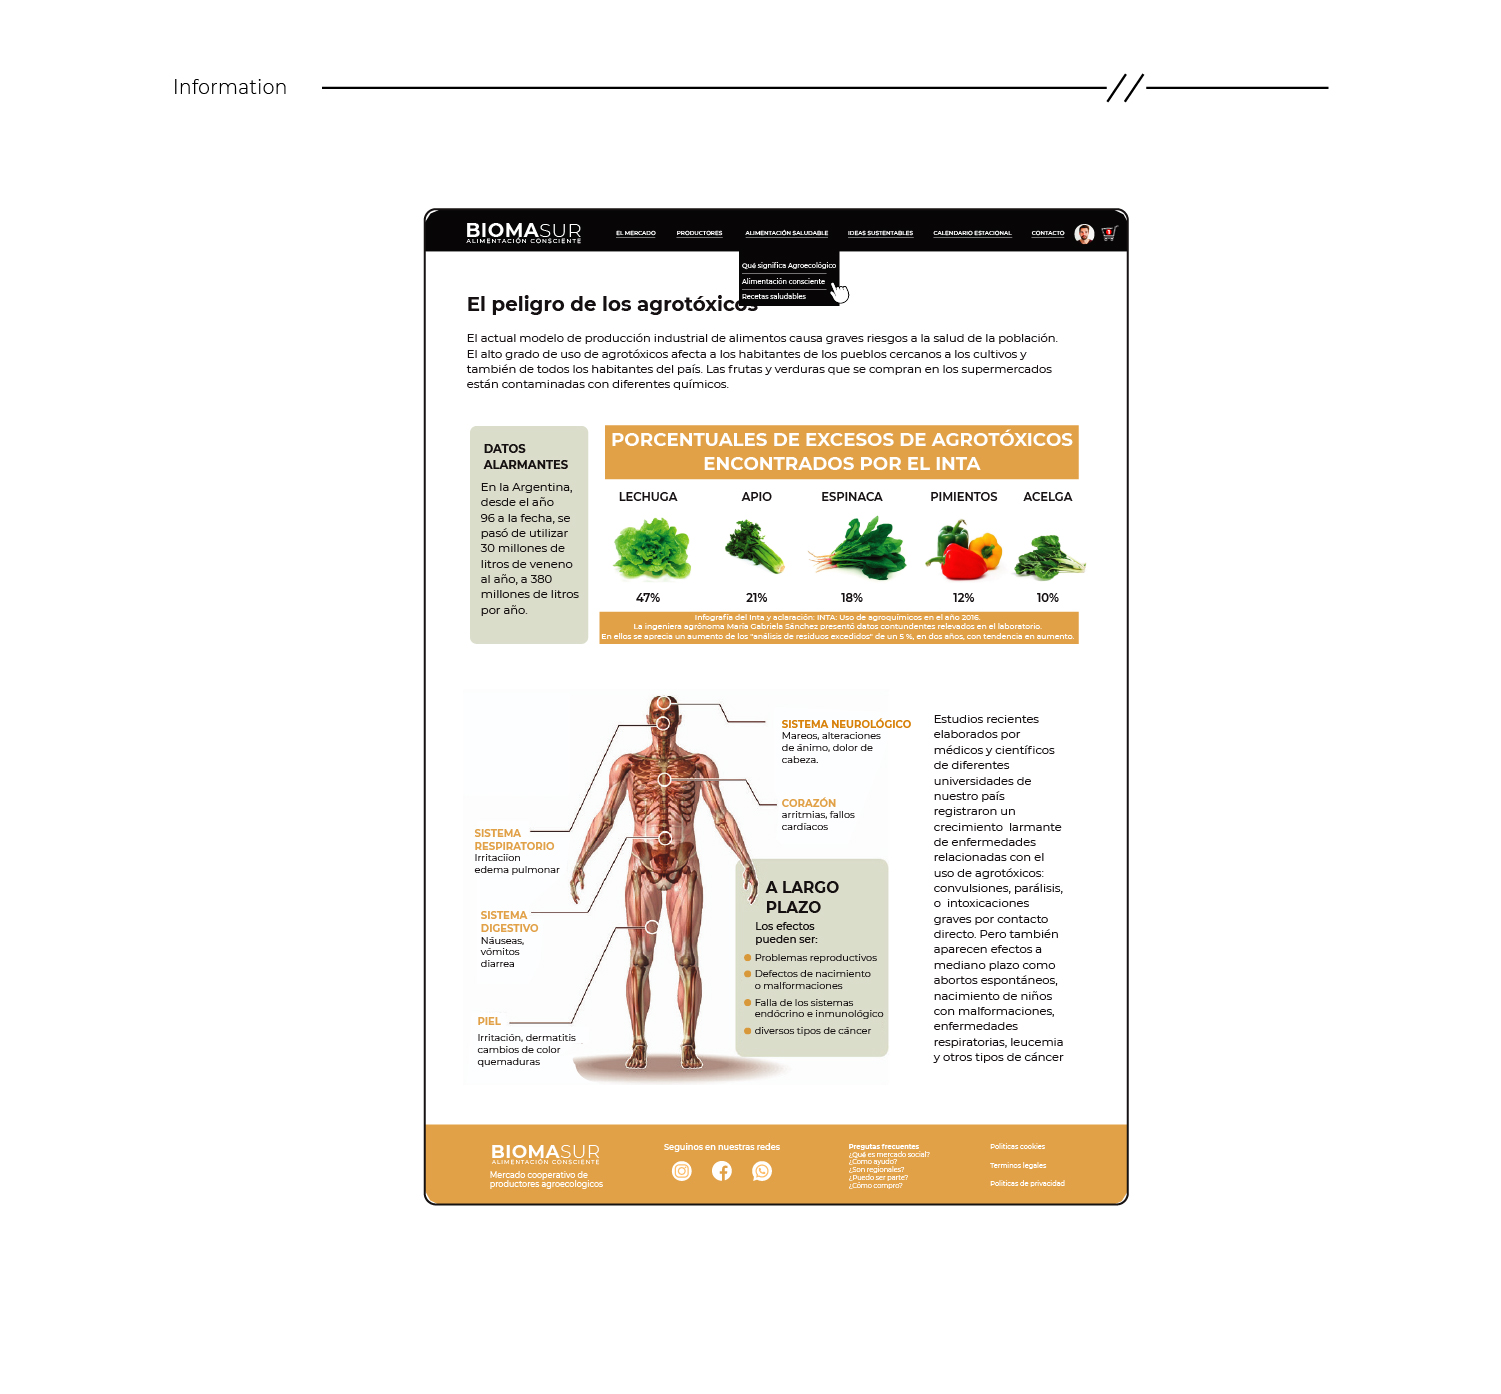 Information
BIOMASUR
ALIMENTACIÓN CONSCIENTE
EL MERCADO
PRODUCTORES
ALIMENTACIÓN SALUDABLE
IDEAS SUSTENTABLES
CALENDARIO ESTACIONAL
CONTACTO
Qué significa Agroecológico
Alimentación consciente
Recetas saludables
El peligro de los agrotóxicos
El actual modelo de producción industrial de alimentos causa graves riesgos a la salud de la población.
El alto grado de uso de agrotóxicos afecta a los habitantes de los pueblos cercanos a los cultivos y
también de todos los habitantes del país. Las frutas y verduras que se compran en los supermercados
están contaminadas con diferentes químicos.
DATOS
ALARMANTES
En la Argentina,
desde el año
96 a la fecha, se
pasó de utilizar
30 millones de
litros de veneno
al año, a 380
millones de litros
por año.
PORCENTUALES DE EXCESOS DE AGROTÓXICOS
ENCONTRADOS POR EL INTA
LECHUGA
APIO
ESPINACA
PIMIENTOS
ACELGA
47%
21%
18%
12%
10%
Infografía del Inta y aclaración: INTA: Uso de agroquímicos en el año 2016.
La ingeniera agrónoma María Gabriela Sánchez presentó datos contundentes relevados en el laboratorio.
En ellos se aprecia un aumento de los "análisis de residuos excedidos" de un 5 %, en dos años, con tendencia en aumento.
SISTEMA NEUROLÓGICO
Mareos, alteraciones
de ánimo, dolor de
cabeza.
CORAZÓN
arritmias, fallos
cardíacos
SISTEMA
RESPIRATORIO
Irritaciion
edema pulmonar
SISTEMA
DIGESTIVO
Náuseas,
vómitos
diarrea
PIEL
Irritación, dermatitis
cambios de color
quemaduras
A LARGO
PLAZO
Los efectos
pueden ser:
Problemas reproductivos
Defectos de nacimiento
o malformaciones
Falla de los sistemas
endócrino e inmunológico
diversos tipos de cáncer
Estudios recientes
elaborados por
médicos y científicos
de diferentes
universidades de
nuestro país
registraron un
crecimiento larmante
de enfermedades
relacionadas con el
uso de agrotóxicos:
convulsiones, parálisis,
o intoxicaciones
graves por contacto
directo. Pero también
aparecen efectos a
mediano plazo como
abortos espontáneos,
nacimiento de niños
con malformaciones,
enfermedades
respiratorias, leucemia
y otros tipos de cáncer
BIOMASUR
ALIMENTACIÓN CONSCIENTE
Mercado cooperativo de
productores agroecologicos
Seguinos en nuestras redes
Pregutas frecuentes
¿Qué es mercado social?
¿Como ayudo?
¿Son regionales?
¿Puedo ser parte?
¿Cómo compro?
Políticas cookies
Terminos legales
Politicas de privacidad